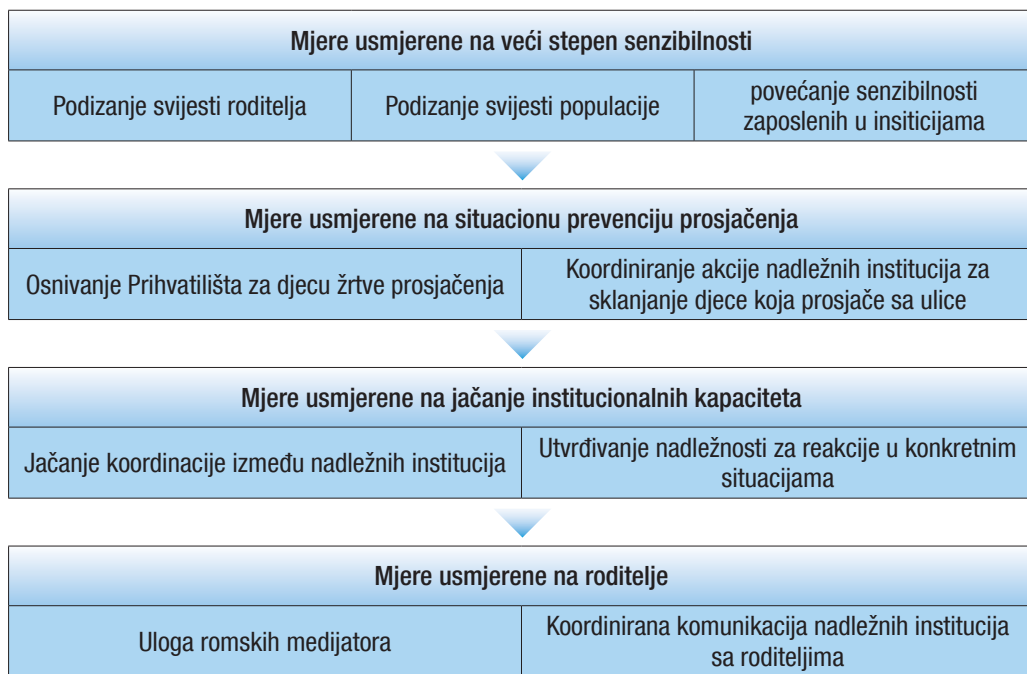 Mjere usmjerene na veći stepen senzibilnosti
Podizanje svijesti roditelja
Podizanje svijesti populacije
povećanje senzibilnosti
zaposlenih u insiticijama
Mjere usmjerene na situacionu prevenciju prosjačenja
Osnivanje Prihvatilišta za djecu žrtve prosjačenja
Koordiniranje akcije nadležnih institucija za
sklanjanje djece koja prosjače sa ulice
Mjere usmjerene na jačanje institucionalnih kapaciteta
Jačanje koordinacije između nadležnih institucija
Utvrđivanje nadležnosti za reakcije u konkretnim
situacijama
Mjere usmjerene na roditelje
Uloga romskih medijatora
Koordinirana komunikacija nadležnih institucija
sa roditeljima